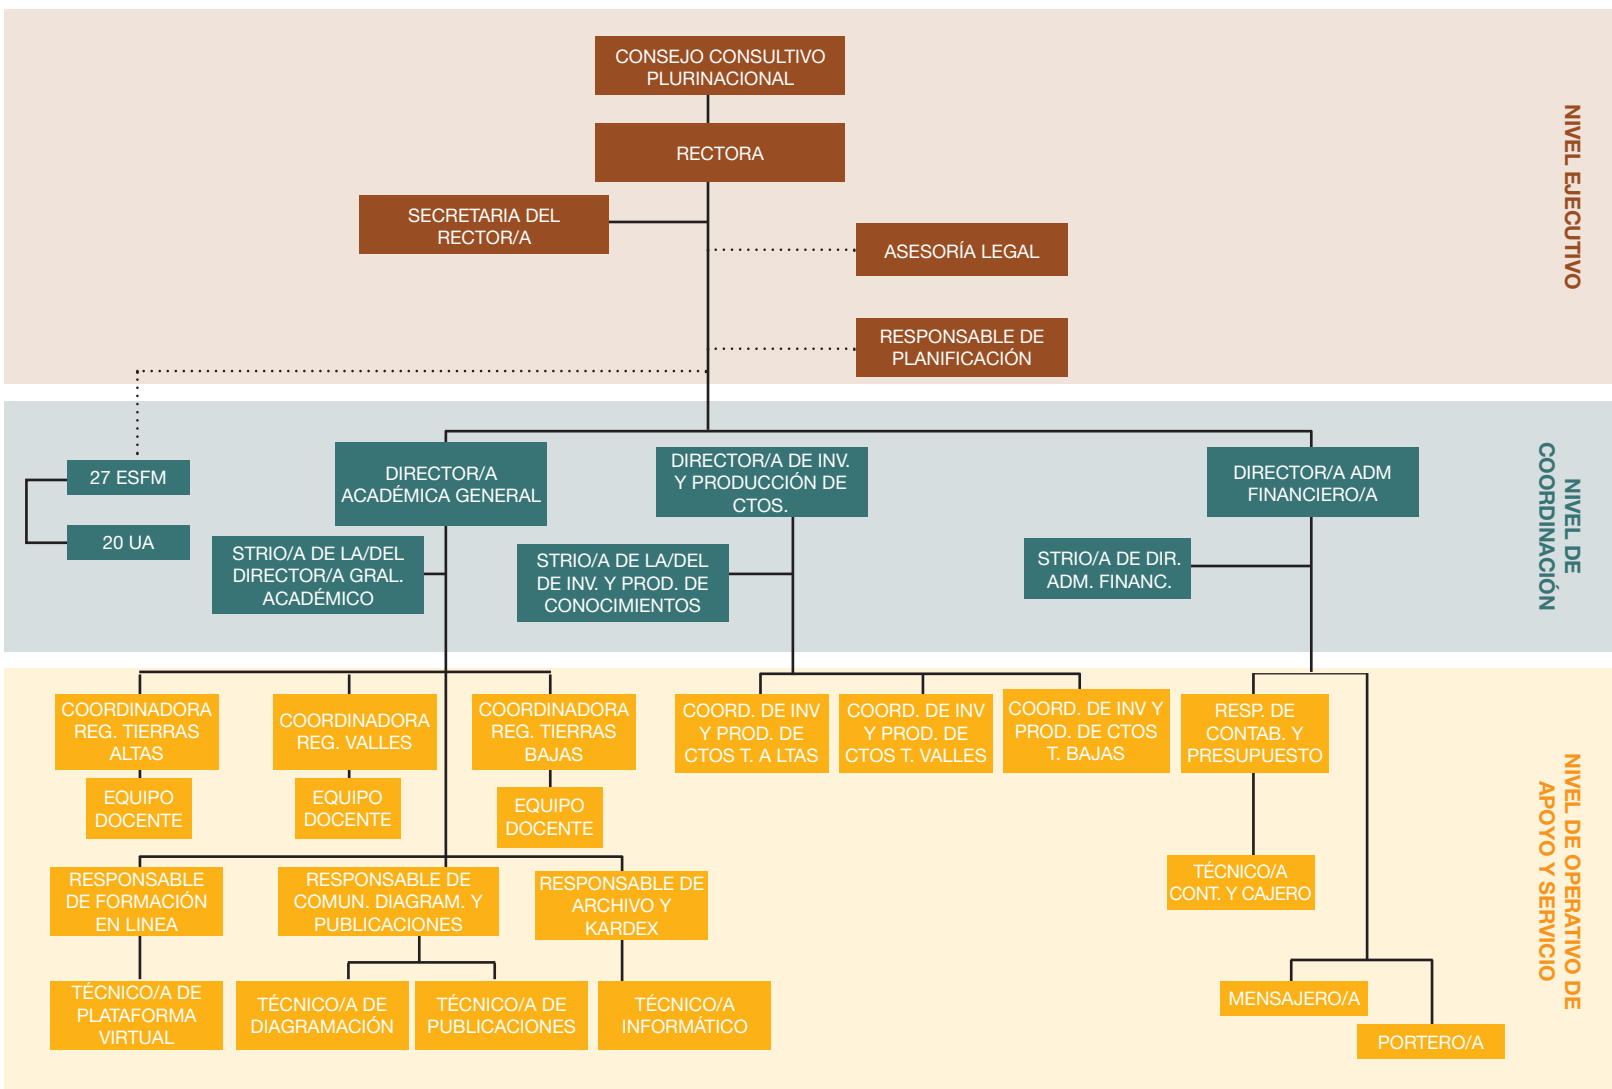 CONSEJO CONSULTIVO
PLURINACIONAL
RECTORA
SECRETARIA DEL
RECTOR/A
ASESORÍA LEGAL
RESPONSABLE DE
PLANIFICACIÓN
NIVEL EJECUTIVO
27 ESFM
20 UA
DIRECTOR/A
ACADÉMICA GENERAL
DIRECTOR/A DE INV.
Y PRODUCCIÓN DE
CTOS.
DIRECTOR/A ADM
FINANCIERO/A
STRIO/A DE LA/DEL
DIRECTOR/A GRAL.
ACADÉMICO
STRIO/A DE LA/DEL
DE INV. Y PROD. DE
CONOCIMIENTOS
STRIO/A DE DIR.
ADM. FINANC.
NIVEL DE
COORDINACIÓN
COORDINADORA
REG. TIERRAS
ALTAS
COORDINADORA
REG. VALLES
COORDINADORA
REG. TIERRAS
BAJAS
COORD. DE INV
Y PROD. DE
CTOS T. A LTAS
COORD. DE INV
Y PROD. DE
CTOS T. VALLES
COORD. DE INV Y
PROD. DE CTOS
T. BAJAS
RESP. DE
CONTAB. Y
PRESUPUESTO
EQUIPO
DOCENTE
EQUIPO
DOCENTE
EQUIPO
DOCENTE
RESPONSABLE
DE FORMACIÓN
EN LINEA
RESPONSABLE DE
COMUN. DIAGRAM. Y
PUBLICACIONES
RESPONSABLE DE
ARCHIVO Y
KARDEX
TÉCNICO/A
CONT. Y CAJERO
TÉCNICO/A DE
PLATAFORMA
VIRTUAL
TÉCNICO/A DE
DIAGRAMACIÓN
TÉCNICO/A DE
PUBLICACIONES
TÉCNICO/A
INFORMÁTICO
MENSAJERO/A
PORTERO/A
NIVEL DE OPERATIVO DE
APOYO Y SERVICIO